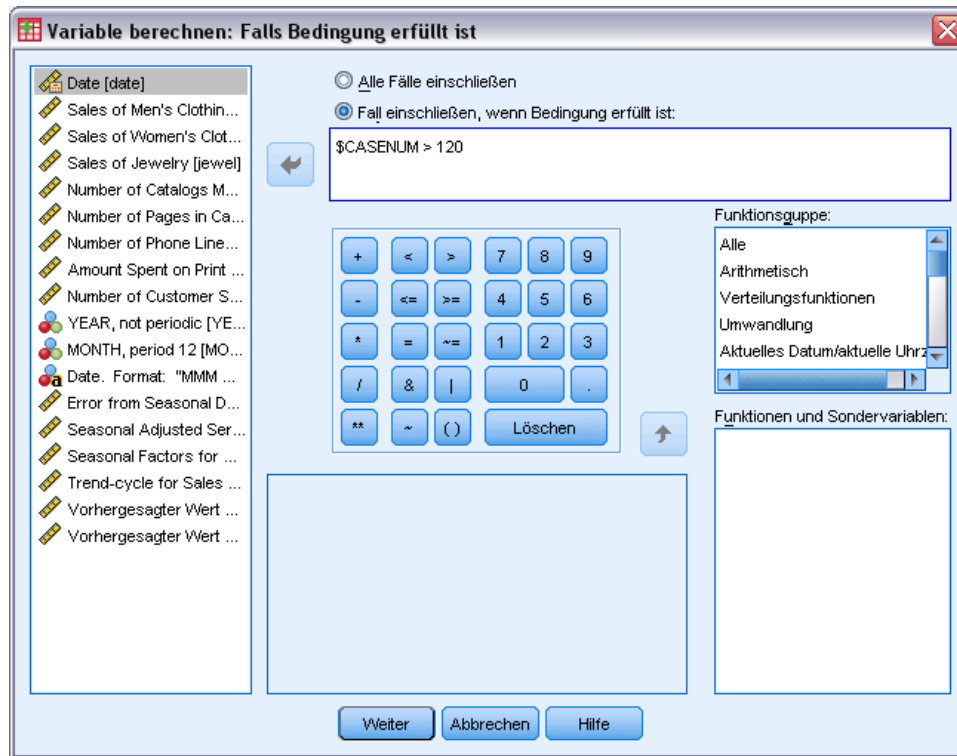 Variable berechnen: Falls Bedingung erfüllt ist
Date [date]
Sales of Men's Clothin...
Sales of Women's Clot...
Sales of Jewelry [jewel]
Number of Catalogs M...
Number of Pages in Ca...
Number of Phone Line...
Amount Spent on Print ...
Number of Customer S...
YEAR, not periodic [YE...
MONTH, period 12 [MO...
Date. Format: "MMM ...
Error from Seasonal D...
Seasonal Adjusted Ser...
Seasonal Factors for ...
Trend-cycle for Sales ...
Vorhergesagter Wert ...
Vorhergesagter Wert ...
Alle Fälle einschließen
Fall einschließen, wenn Bedingung erfüllt ist:
$CASENUM > 120
+ < > 7 8 9
- <= >= 4 5 6
* = ~= 1 2 3
/ & | 0 .
** ~ ( ) Löschen
Funktionsgruppe:
Alle
Arithmetisch
Verteilungsfunktionen
Umwandlung
Aktuelles Datum/aktuelle Uhrz
Funktionen und Sondervariablen:
Weiter Abbrechen Hilfe